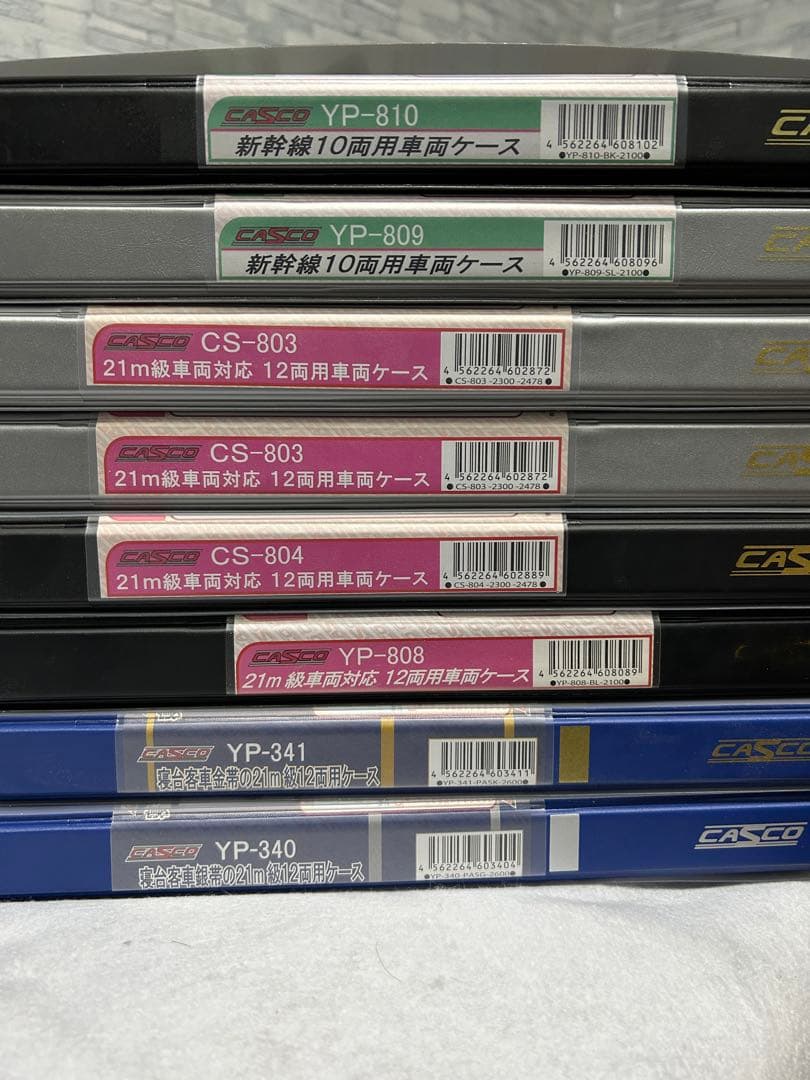 CASCO YP-810
新幹線10両用車両ケース
4 562264 608102
●YP-810-BK-2100●
CASCO YP-809
新幹線10両用車両ケース
4 562264 608096
●YP-809-SL-2100●
CASCO
CASCO CS-803
21m級車両対応 12両用車両ケース
4 562264 602872
●CS-803-2300-2478●
CASCO
CASCO CS-803
21m級車両対応 12両用車両ケース
4 562264 602872
●CS-803-2300-2478●
CASCO
CASCO CS-804
21m級車両対応 12両用車両ケース
4 562264 602889
●CS-804-2300-2478●
CASCO
CASCO YP-808
21m級車両対応 12両用車両ケース
4 562264 608089
●YP-808-BL-2100●
CASCO YP-341
寝台客車金帯の21m級12両用ケース
4 562264 603411
●YP-341-PASK-2600●
CASCO
CASCO YP-340
寝台客車銀帯の21m級12両用ケース
4 562264 603404
●YP-340-PASG-2600●
CASCO